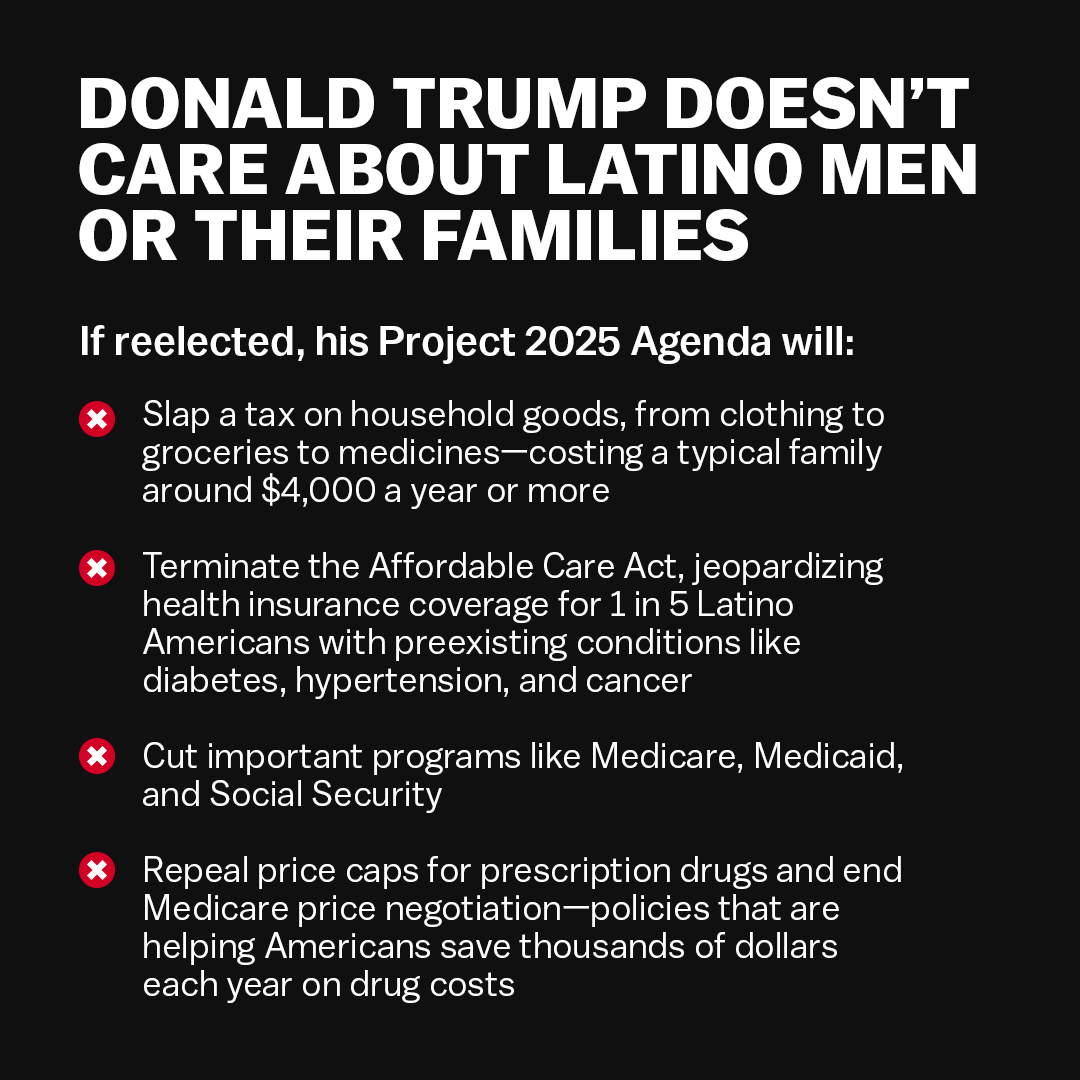 DONALD TRUMP DOESN’T
CARE ABOUT LATINO MEN
OR THEIR FAMILIES
If reelected, his Project 2025 Agenda will:
Slap a tax on household goods, from clothing to
groceries to medicines—costing a typical family
around $4,000 a year or more
Terminate the Affordable Care Act, jeopardizing
health insurance coverage for 1 in 5 Latino
Americans with preexisting conditions like
diabetes, hypertension, and cancer
Cut important programs like Medicare, Medicaid,
and Social Security
Repeal price caps for prescription drugs and end
Medicare price negotiation—policies that are
helping Americans save thousands of dollars
each year on drug costs